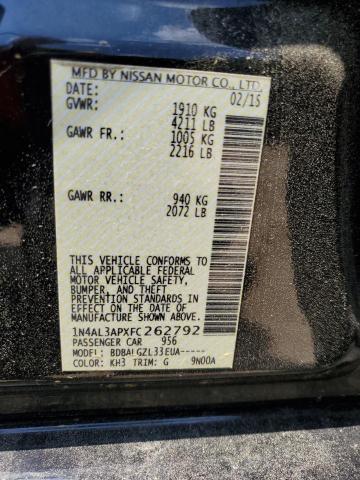 MFD BY NISSAN MOTOR CO., LTD.
DATE: 02/15
GVWR: 1910 KG
4211 LB
GAWR FR: 1005 KG
2216 LB
GAWR RR: 940 KG
2072 LB
THIS VEHICLE CONFORMS TO
ALL APPLICABLE FEDERAL
MOTOR VEHICLE SAFETY,
BUMPER, AND THEFT
PREVENTION STANDARDS
IN EFFECT ON THE DATE OF
MANUFACTURE SHOWN ABOVE.
1N4AL3APXFC262792
PASSENGER CAR 956
MODEL: BDBALGZL33EUA-----
COLOR: KH3 TRIM: G 9N00A